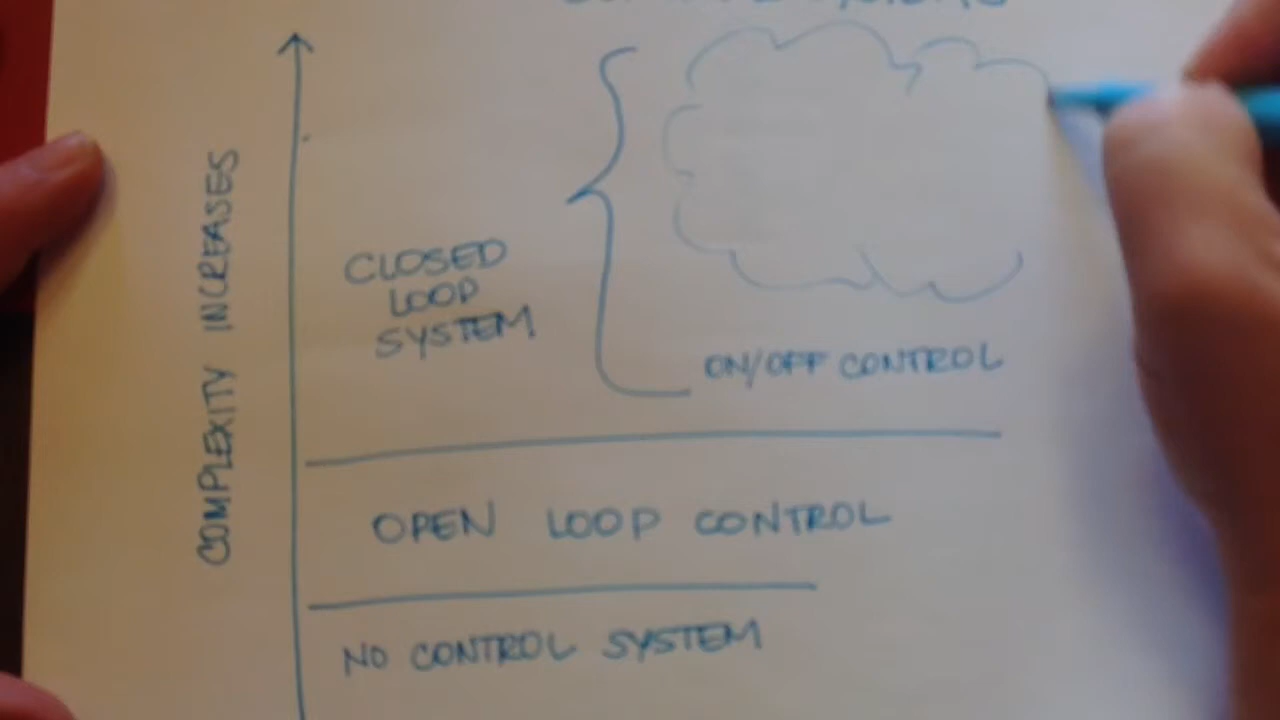 COMPLEXITY INCREASES
CLOSED
LOOP
SYSTEM
ON/OFF CONTROL
OPEN LOOP CONTROL
NO CONTROL SYSTEM